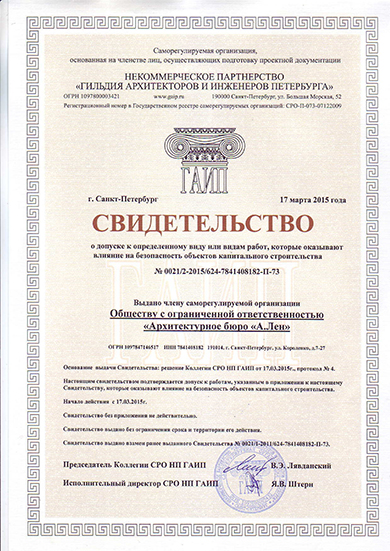 Саморегулируемая организация,
основанная на членстве лиц, осуществляющих подготовку проектной документации
НЕКОММЕРЧЕСКОЕ ПАРТНЕРСТВО
«ГИЛЬДИЯ АРХИТЕКТОРОВ И ИНЖЕНЕРОВ ПЕТЕРБУРГА»
ОГРН 1097800003421 www.gaip.ru 190000 Санкт-Петербург, ул. Большая Морская, 52
Регистрационный номер в Государственном реестре саморегулируемых организаций: СРО-П-073-07122009
ГАИП
г. Санкт-Петербург 17 марта 2015 года
СВИДЕТЕЛЬСТВО
о допуске к определенному виду или видам работ, которые оказывают
влияние на безопасность объектов капитального строительства
№ 0021/2-2015/624-7841408182-П-73
Выдано члену саморегулируемой организации
Обществу с ограниченной ответственностью
«Архитектурное бюро «А.Лен»
ОГРН 1097847146517 ИНН 7841408182 191014, г. Санкт-Петербург, ул. Короленко, д.7-27
Основание выдачи Свидетельства: решение Коллегии СРО НП ГАИП от 17.03.2015г., протокол № 4.
Настоящим свидетельством подтверждается допуск к работам, указанным в приложении к настоящему
Свидетельству, которые оказывают влияние на безопасность объектов капитального строительства.
Начало действия с 17.03.2015г.
Свидетельство без приложения не действительно.
Свидетельство выдано без ограничения срока и территории его действия.
Свидетельство выдано взамен ранее выданного Свидетельства № 0021/1-2011/624-7841408182-П-73.
Председатель Коллегии СРО НП ГАИП В.Э. Лявданский
Исполнительный директор СРО НП ГАИП Я.В. Штерн